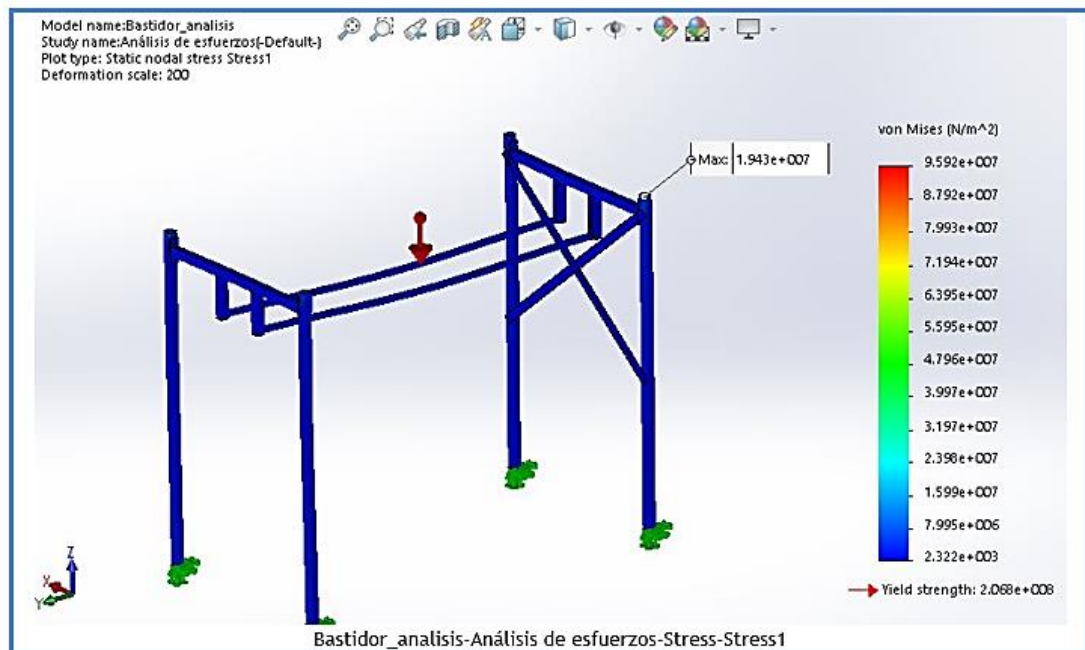 Model name:Bastidor_analisis
Study name:Análisis de esfuerzos(-Default-)
Plot type: Static nodal stress Stress1
Deformation scale: 200
von Mises (N/m^2)
Max: 1.943e+007
9.592e+007
8.792e+007
7.993e+007
7.194e+007
6.395e+007
5.595e+007
4.796e+007
3.997e+007
3.197e+007
2.398e+007
1.599e+007
7.995e+006
2.322e+003
Yield strength: 2.068e+008
Z
X
Y
Bastidor_analisis-Análisis de esfuerzos-Stress-Stress1